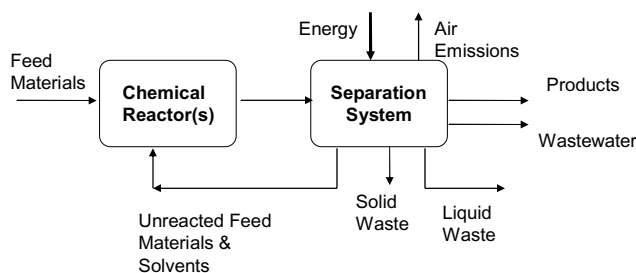 Feed
Materials
Chemical
Reactor(s)
Energy
Air
Emissions
Separation
System
Products
Wastewater
Unreacted Feed
Materials &
Solvents
Solid
Waste
Liquid
Waste